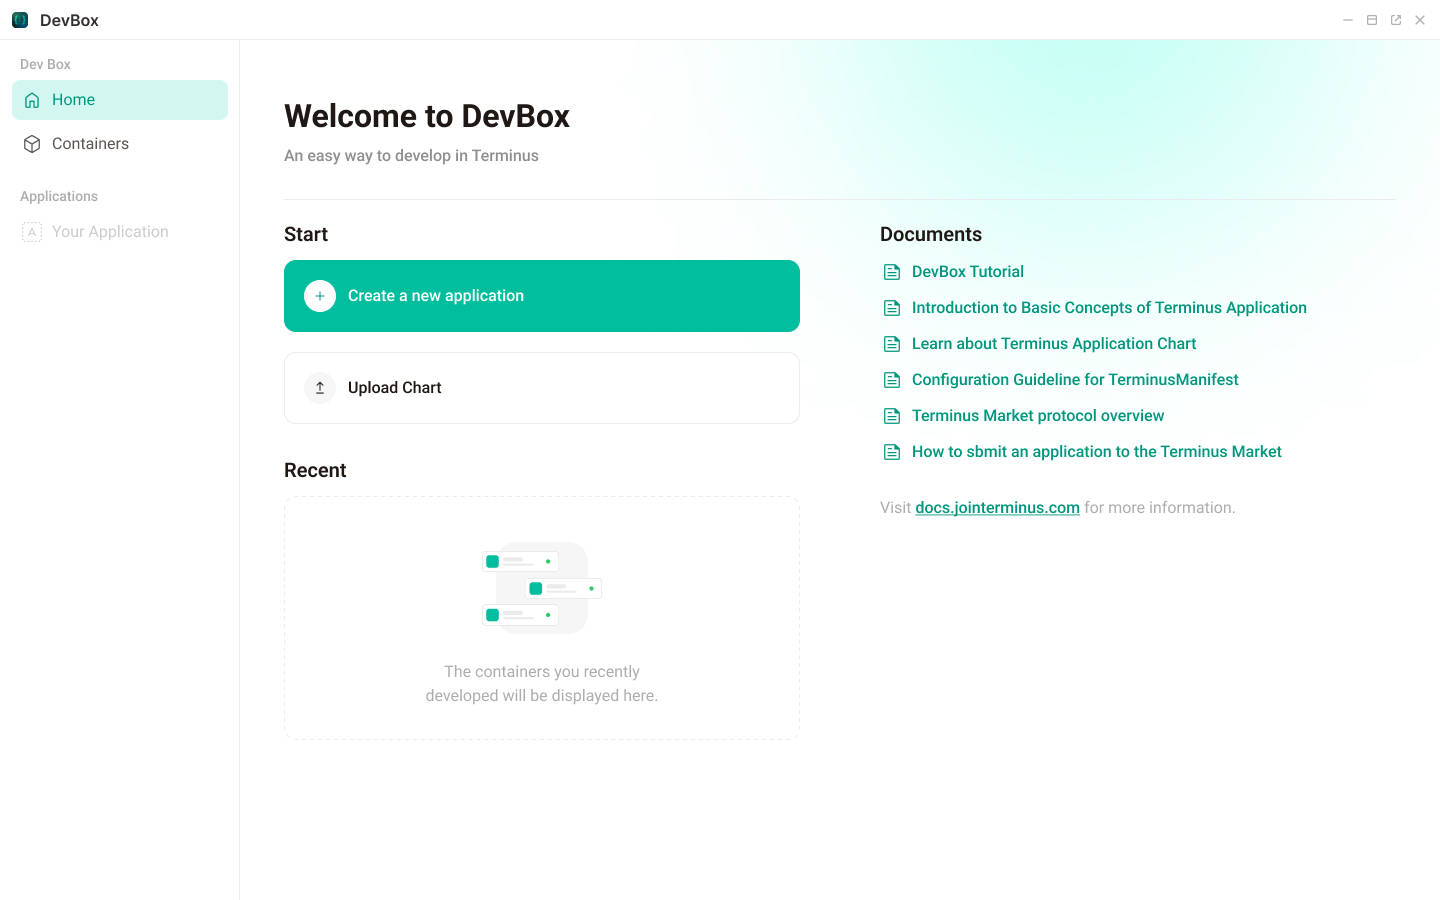 DevBox
Dev Box
Home
Containers
Applications
A Your Application
Welcome to DevBox
An easy way to develop in Terminus
Start
Create a new application
Upload Chart
Recent
The containers you recently
developed will be displayed here.
Documents
DevBox Tutorial
Introduction to Basic Concepts of Terminus Application
Learn about Terminus Application Chart
Configuration Guideline for TerminusManifest
Terminus Market protocol overview
How to sbmit an application to the Terminus Market
Visit docs.jointerminus.com for more information.